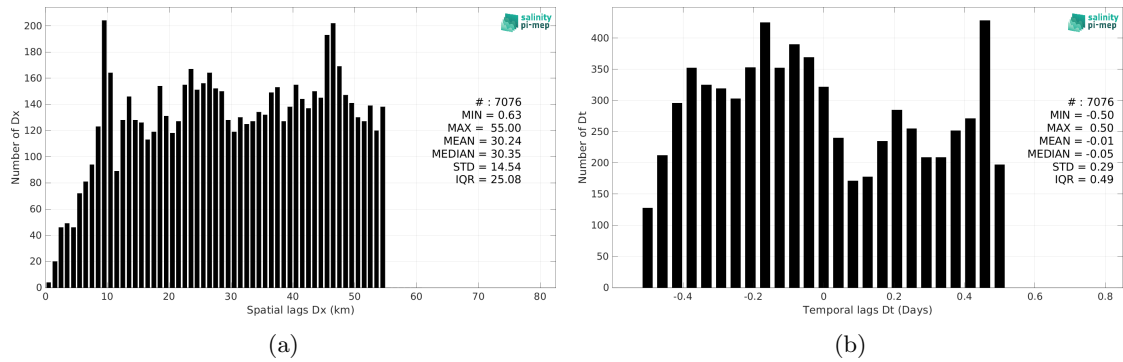 200
180
160
140
120
100
80
60
40
20
0
Number of Dx
0 10 20 30 40 50 60 70 80
Spatial lags Dx (km)
salinity
pi-mep
# : 7076
MIN = 0.63
MAX = 55.00
MEAN = 30.24
MEDIAN = 30.35
STD = 14.54
IQR = 25.08
(a)
400
350
300
250
200
150
100
50
0
Number of Dt
-0.4 -0.2 0 0.2 0.4 0.6 0.8
Temporal lags Dt (Days)
salinity
pi-mep
# : 7076
MIN = -0.50
MAX = 0.50
MEAN = -0.01
MEDIAN = -0.05
STD = 0.29
IQR = 0.49
(b)